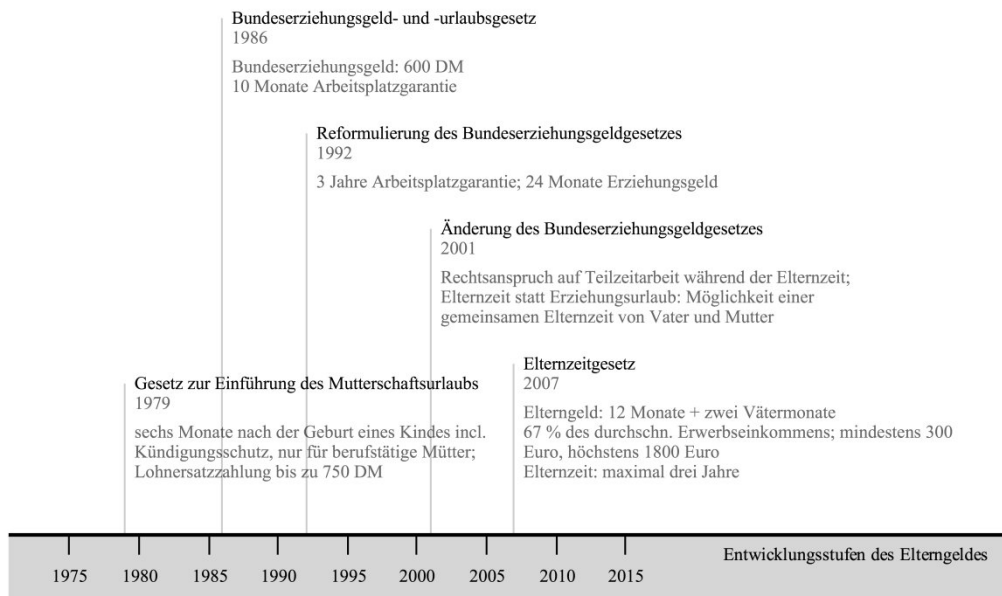 Bundeserziehungsgeld- und -urlaubsgesetz
1986
Bundeserziehungsgeld: 600 DM
10 Monate Arbeitsplatzgarantie
Reformulierung des Bundeserziehungsgeldgesetzes
1992
3 Jahre Arbeitsplatzgarantie; 24 Monate Erziehungsgeld
Änderung des Bundeserziehungsgeldgesetzes
2001
Rechtsanspruch auf Teilzeitarbeit während der Elternzeit;
Elternzeit statt Erziehungsurlaub: Möglichkeit einer
gemeinsamen Elternzeit von Vater und Mutter
Elternzeitgesetz
2007
Elterngeld: 12 Monate + zwei Vätermonate
67 % des durchschn. Erwerbseinkommens; mindestens 300
Euro, höchstens 1800 Euro
Elternzeit: maximal drei Jahre
Gesetz zur Einführung des Mutterschaftsurlaubs
1979
sechs Monate nach der Geburt eines Kindes incl.
Kündigungsschutz, nur für berufstätige Mütter;
Lohnersatzzahlung bis zu 750 DM
Entwicklungsstufen des Elterngeldes
1975 1980 1985 1990 1995 2000 2005 2010 2015